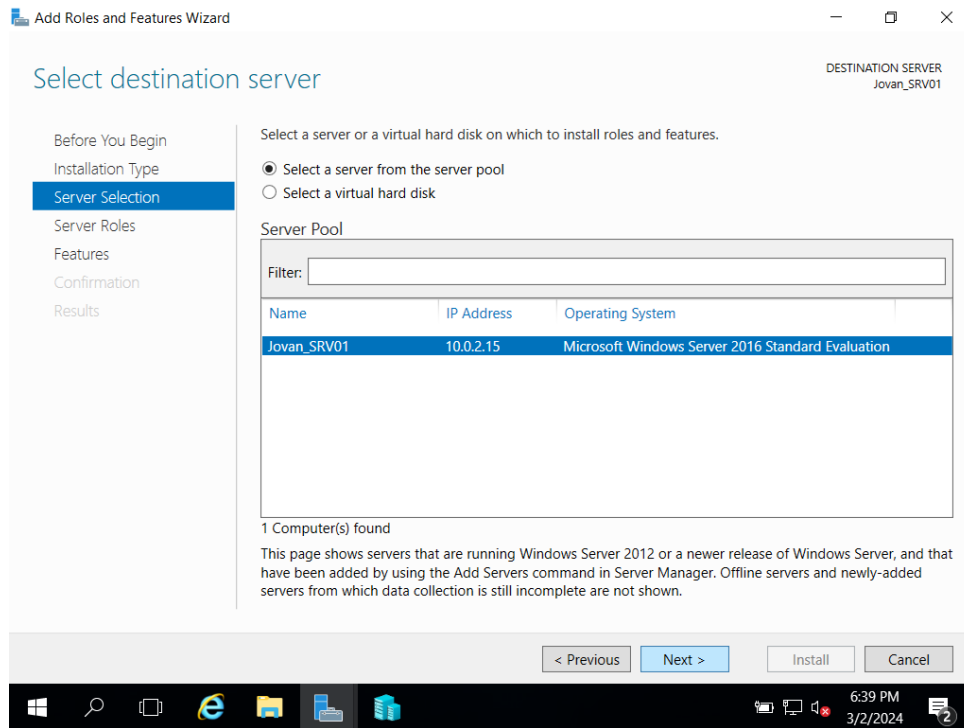 Add Roles and Features Wizard
Select destination server
DESTINATION SERVER
Jovan_SRV01
Before You Begin
Installation Type
Server Selection
Server Roles
Features
Confirmation
Results
Select a server or a virtual hard disk on which to install roles and features.
Select a server from the server pool
Select a virtual hard disk
Server Pool
Filter:
Name IP Address Operating System
Jovan_SRV01 10.0.2.15 Microsoft Windows Server 2016 Standard Evaluation
1 Computer(s) found
This page shows servers that are running Windows Server 2012 or a newer release of Windows Server, and that
have been added by using the Add Servers command in Server Manager. Offline servers and newly-added
servers from which data collection is still incomplete are not shown.
< Previous Next > Install Cancel
6:39 PM
3/2/2024
2